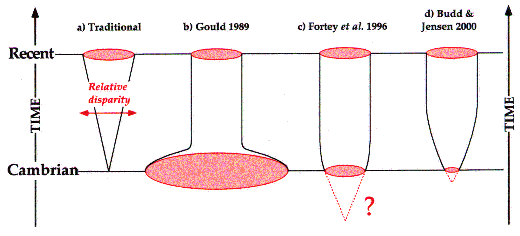 a) Traditional
b) Gould 1989
c) Fortey et al. 1996
d) Budd &
Jensen 2000
Recent
Relative
disparity
TIME
TIME
Cambrian
?